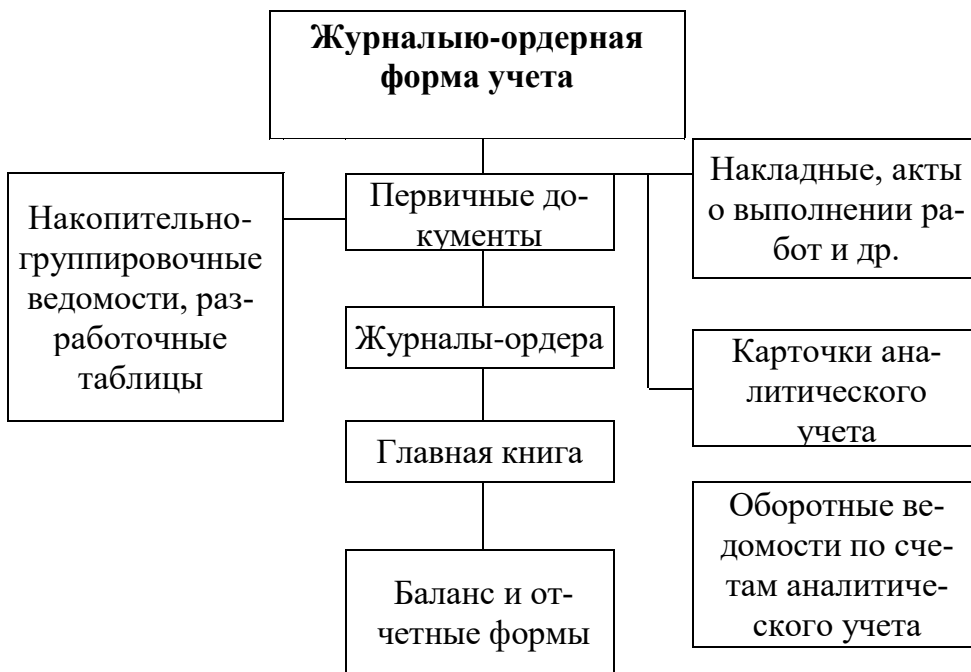 Журналыю-ордерная
форма учета
Накопительно-
группировочные
ведомости, раз-
работочные
таблицы
Первичные до-
кументы
Журналы-ордера
Главная книга
Баланс и от-
четные формы
Накладные, акты
о выполнении ра-
бот и др.
Карточки ана-
литического
учета
Оборотные ве-
домости по сче-
там аналитиче-
ского учета